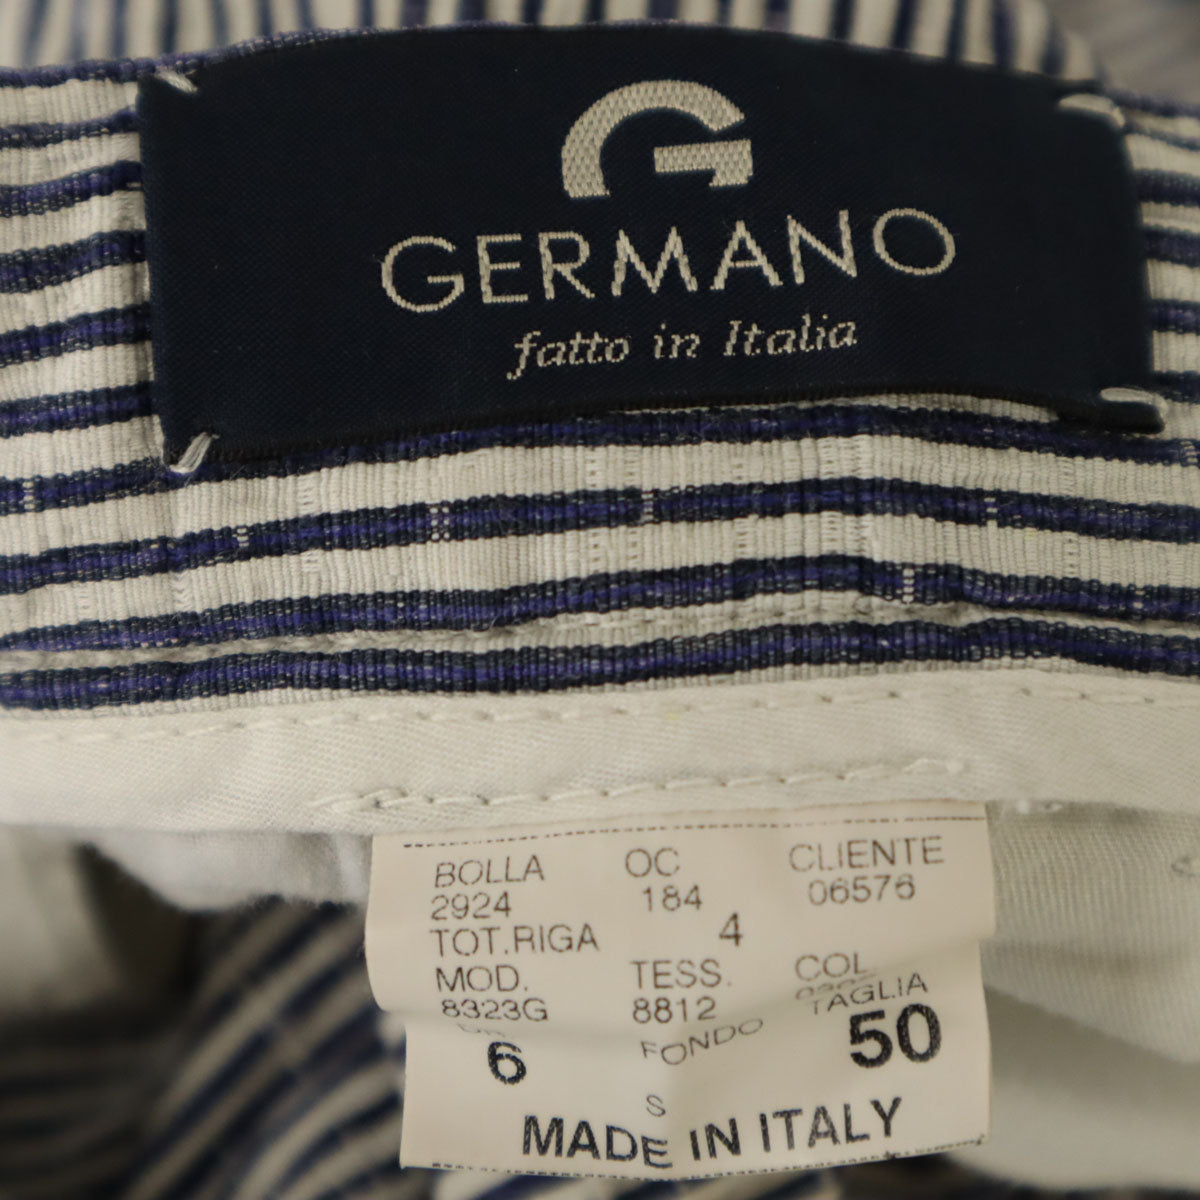 G
GERMANO
fatto in Italia
BOLLA OC CLIENTE
2924 184 06576
TOT.RIGA 4
MOD. TESS. COL
8323G 8812
FONDO TAGLIA
6 50
S
MADE IN ITALY